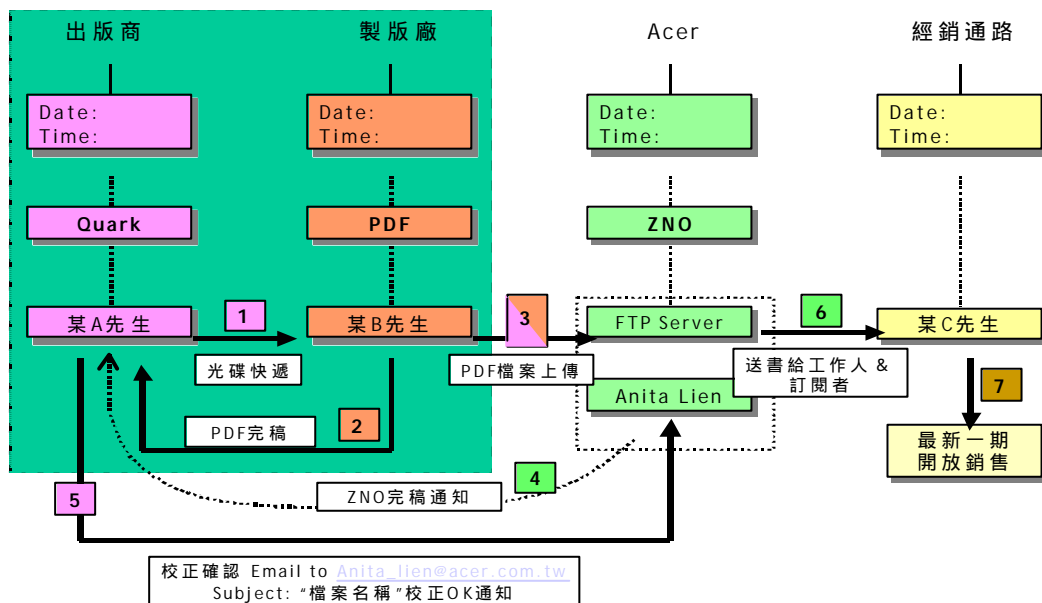 出版商
製版廠
Acer
經銷通路
Date:
Time:
Date:
Time:
Date:
Time:
Date:
Time:
Quark
PDF
ZNO
某A先生
1
某B先生
3
FTP Server
6
某C先生
光碟快遞
PDF檔案上傳
送書給工作人 &
訂閱者
Anita Lien
7
PDF完稿
2
最新一期
開放銷售
4
ZNO完稿通知
5
校正確認 Email to Anita_lien@acer.com.tw
Subject: “檔案名稱”校正OK通知